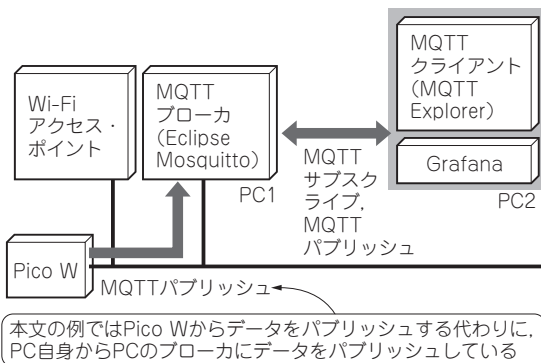 Wi-Fi
アクセス・
ポイント
MQTT
ブローカ
(Eclipse
Mosquitto)
PC1
MQTT
サブスク
ライブ,
MQTT
パブリッシュ
MQTT
クライアント
(MQTT
Explorer)
Grafana
PC2
Pico W
MQTTパブリッシュ
本文の例ではPico Wからデータをパブリッシュする代わりに,
PC自身からPCのブローカにデータをパブリッシュしている